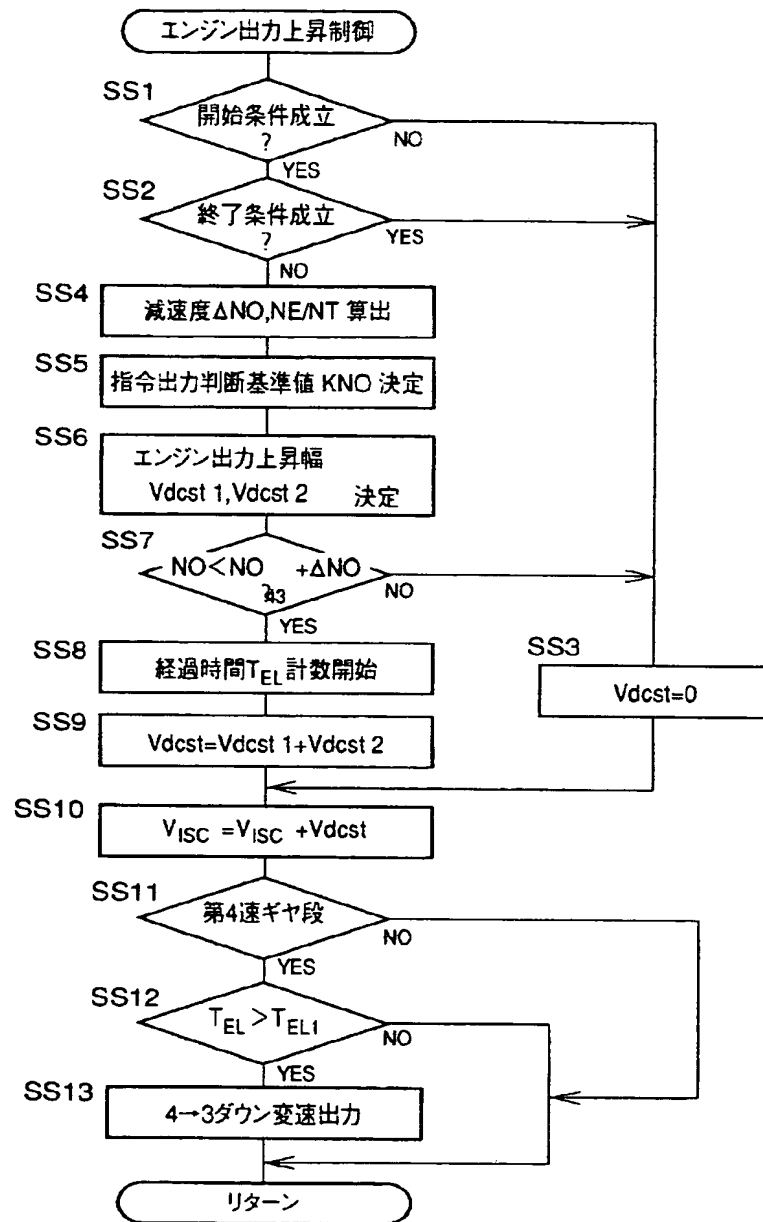 エンジン出力上昇制御
SS1
開始条件成立
?
NO
YES
SS2
終了条件成立
?
YES
NO
SS4
減速度ΔNO,NE/NT 算出
SS5
指令出力判断基準値 KNO 決定
SS6
エンジン出力上昇幅
Vdcst 1,Vdcst 2 決定
SS7
NO<NO +ΔNO
43
?
NO
YES
SS8
経過時間TEL 計数開始
SS3
Vdcst=0
SS9
Vdcst=Vdcst 1+Vdcst 2
SS10
VISC =VISC +Vdcst
SS11
第4速ギヤ段
NO
YES
SS12
TEL >TEL1
NO
YES
SS13
4→3ダウン変速出力
リターン